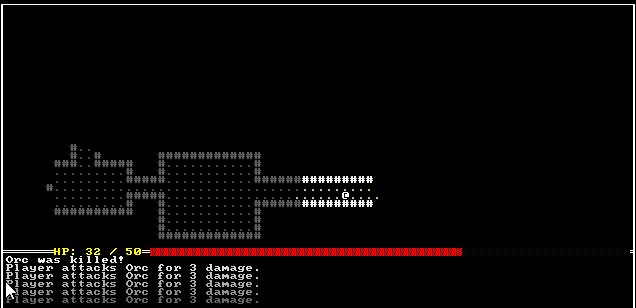 HP: 32 / 50
Orc was killed!
Player attacks Orc for 3 damage.
Player attacks Orc for 3 damage.
Player attacks Orc for 3 damage.
Player attacks Orc for 3 damage.
Player attacks Orc for 3 damage.